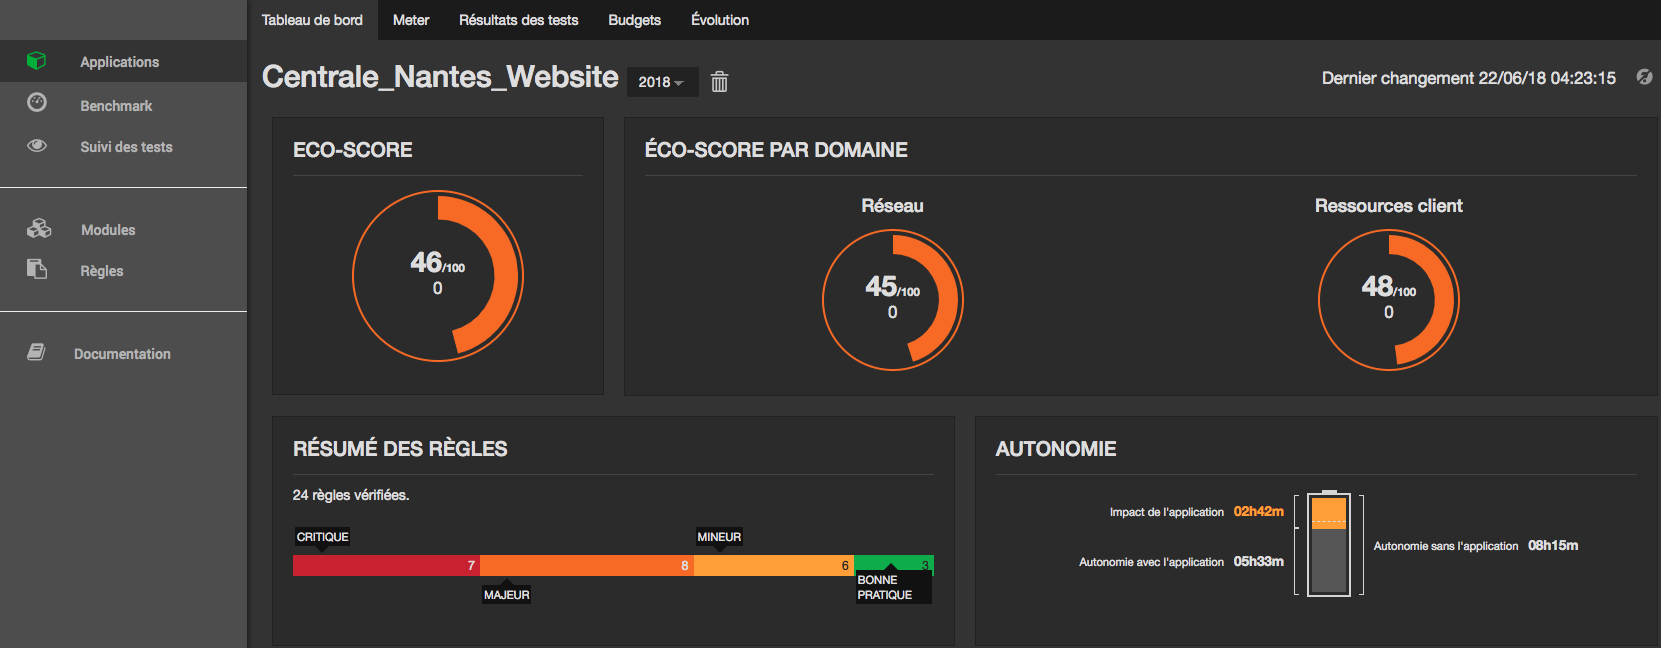 Tableau de bord
Meter
Résultats des tests
Budgets
Évolution
Applications
Benchmark
Suivi des tests
Modules
Règles
Documentation
Centrale_Nantes_Website
2018
Dernier changement 22/06/18 04:23:15
ECO-SCORE
46/100
0
ÉCO-SCORE PAR DOMAINE
Réseau
45/100
0
Ressources client
48/100
0
RÉSUMÉ DES RÈGLES
24 règles vérifiées.
CRITIQUE
7
MAJEUR
8
MINEUR
6
BONNE
PRATIQUE
3
AUTONOMIE
Impact de l'application 02h42m
Autonomie avec l'application 05h33m
Autonomie sans l'application 08h15m